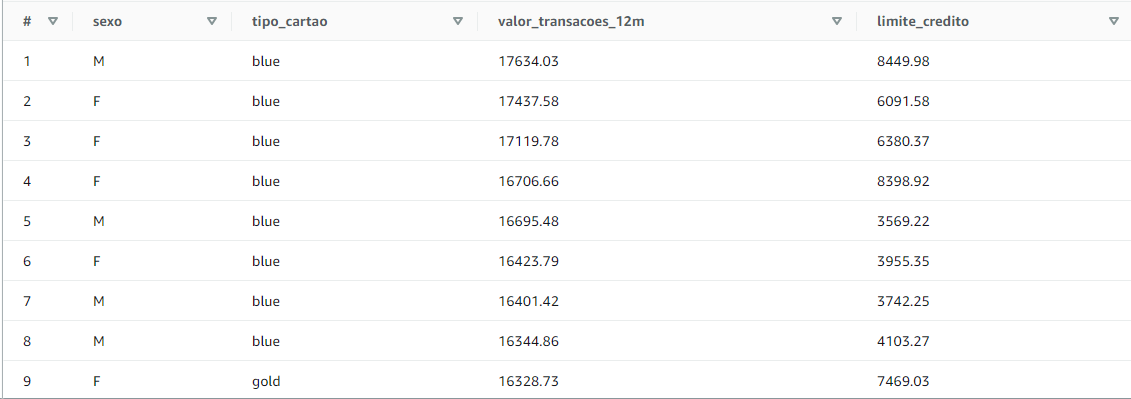 # sexo tipo_cartao valor_transacoes_12m limite_credito
1 M blue 17634.03 8449.98
2 F blue 17437.58 6091.58
3 F blue 17119.78 6380.37
4 F blue 16706.66 8398.92
5 M blue 16695.48 3569.22
6 F blue 16423.79 3955.35
7 M blue 16401.42 3742.25
8 M blue 16344.86 4103.27
9 F gold 16328.73 7469.03